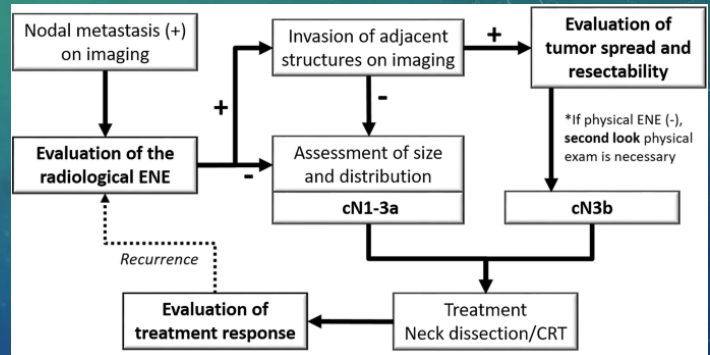 Nodal metastasis (+)
on imaging
Invasion of adjacent
structures on imaging
+
Evaluation of
tumor spread and
resectability
+
-
*If physical ENE (-),
second look physical
exam is necessary
Evaluation of the
radiological ENE
-
Assessment of size
and distribution
cN1-3a
cN3b
Recurrence
Evaluation of
treatment response
Treatment
Neck dissection/CRT